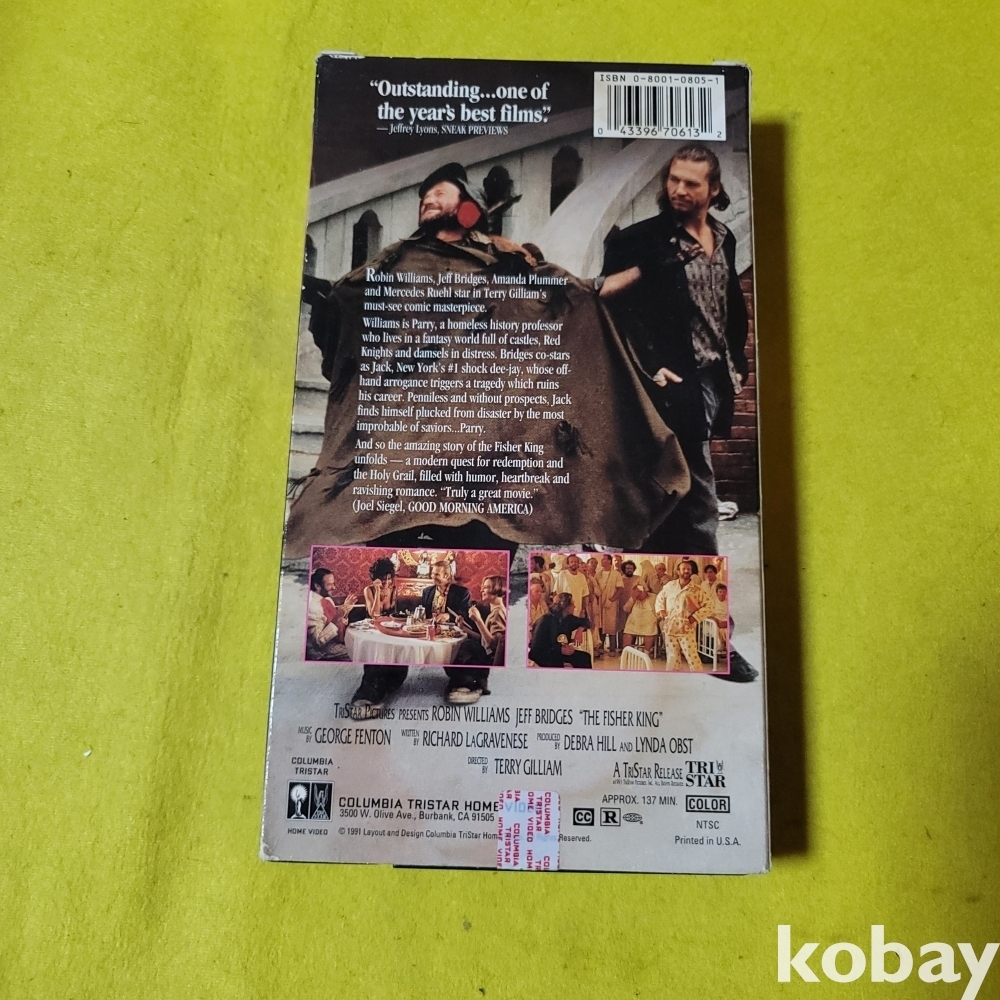 "Outstanding...one of
the year's best films."
— Jeffrey Lyons, SNEAK PREVIEWS
ISBN 0-8001-0805-1
0 43396 70613 2
Robin Williams, Jeff Bridges, Amanda Plummer
and Mercedes Ruehl star in Terry Gilliam's
must-see comic masterpiece.
Williams is Parry, a homeless history professor
who lives in a fantasy world full of castles, Red
Knights and damsels in distress. Bridges co-stars
as Jack, New York's #1 shock dee-jay, whose off-
hand arrogance triggers a tragedy which ruins
his career. Penniless and without prospects, Jack
finds himself plucked from disaster by the most
improbable of saviors...Parry.
And so the amazing story of the Fisher King
unfolds — a modern quest for redemption and
the Holy Grail, filled with humor, heartbreak and
ravishing romance. "Truly a great movie."
(Joel Siegel, GOOD MORNING AMERICA)
TRISTAR PICTURES PRESENTS ROBIN WILLIAMS JEFF BRIDGES "THE FISHER KING"
MUSIC BY GEORGE FENTON WRITTEN BY RICHARD LAGRAVENESE PRODUCED BY DEBRA HILL AND LYNDA OBST
DIRECTED BY TERRY GILLIAM A TRISTAR RELEASE
TRI STAR
COLUMBIA
TRISTAR
HOME VIDEO
COLUMBIA TRISTAR HOME
3500 W. Olive Ave., Burbank, CA 91505
© 1991 Layout and Design Columbia TriStar Hom
Reserved.
COLUMBIA
TRISTAR
HOME VIDEO
APPROX. 137 MIN.
COLOR
CC R
NTSC
Printed in U.S.A.
kobay